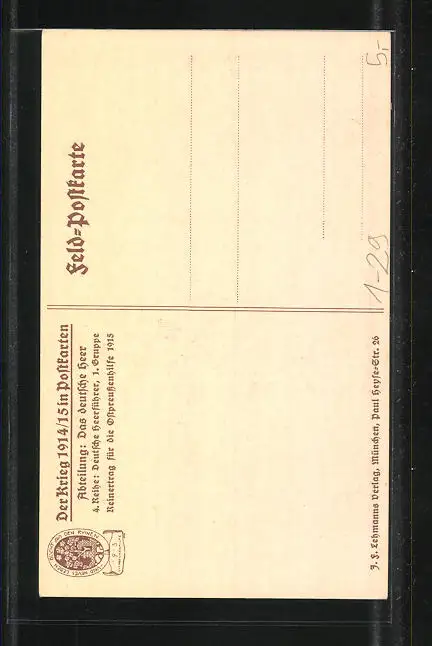 Der Krieg 1914/15 in Postkarten
Abteilung: Das deutsche Heer
4. Reihe: Deutsche Heerführer, 1. Gruppe
Reinertrag für die Ostpreußenhilfe 1915
Feld=Postkarte
5,-
1-29
J. F. Lehmanns Verlag, München, Paul Heyse-Str. 26